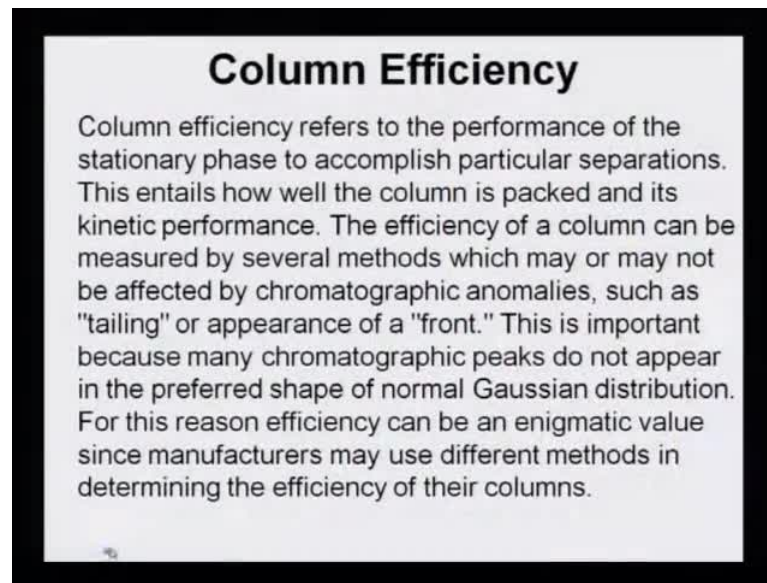 Column Efficiency
Column efficiency refers to the performance of the
stationary phase to accomplish particular separations.
This entails how well the column is packed and its
kinetic performance. The efficiency of a column can be
measured by several methods which may or may not
be affected by chromatographic anomalies, such as
"tailing" or appearance of a "front." This is important
because many chromatographic peaks do not appear
in the preferred shape of normal Gaussian distribution.
For this reason efficiency can be an enigmatic value
since manufacturers may use different methods in
determining the efficiency of their columns.